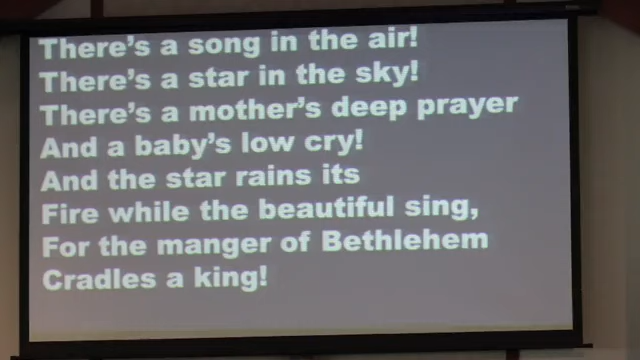 There's a song in the air!
There's a star in the sky!
There's a mother's deep prayer
And a baby's low cry!
And the star rains its
Fire while the beautiful sing,
For the manger of Bethlehem
Cradles a king!